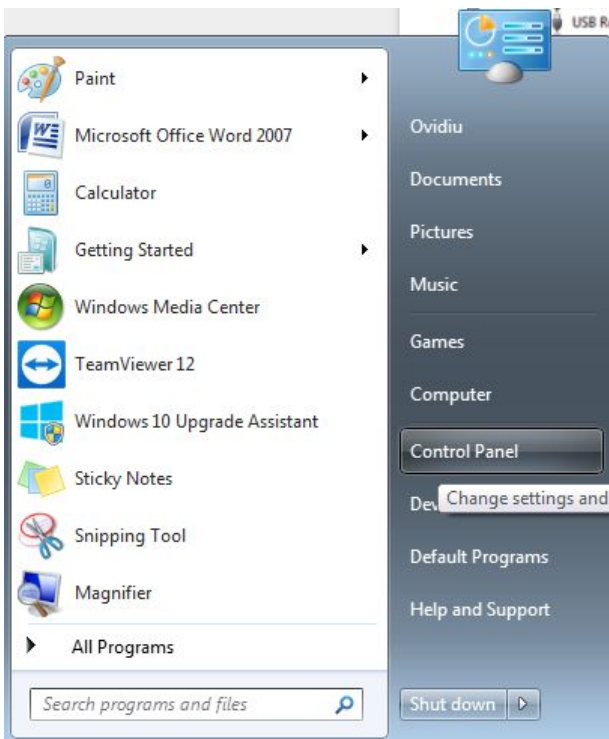 USB R
Paint
Microsoft Office Word 2007
Calculator
Getting Started
Windows Media Center
TeamViewer 12
Windows 10 Upgrade Assistant
Sticky Notes
Snipping Tool
Magnifier
All Programs
Search programs and files
Ovidiu
Documents
Pictures
Music
Games
Computer
Control Panel
Change settings and
Dev
Default Programs
Help and Support
Shut down